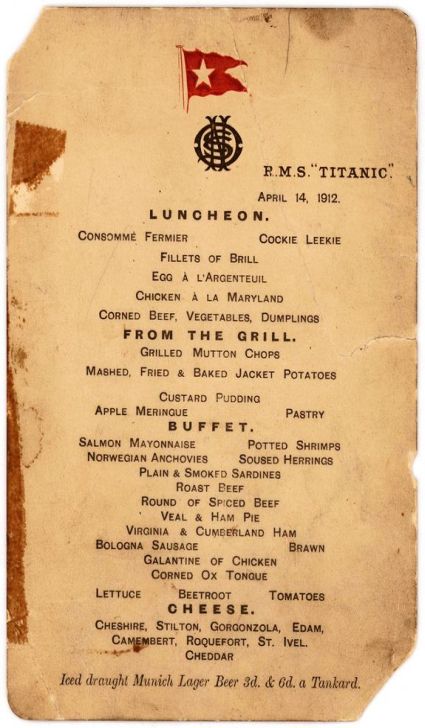 R.M.S. "TITANIC".
APRIL 14, 1912.
LUNCHEON.
CONSOMMÉ FERMIER COCKIE LEEKIE
FILLETS OF BRILL
EGG À L'ARGENTEUIL
CHICKEN À LA MARYLAND
CORNED BEEF, VEGETABLES, DUMPLINGS
FROM THE GRILL.
GRILLED MUTTON CHOPS
MASHED, FRIED & BAKED JACKET POTATOES
CUSTARD PUDDING
APPLE MERINGUE PASTRY
BUFFET.
SALMON MAYONNAISE POTTED SHRIMPS
NORWEGIAN ANCHOVIES SOUSED HERRINGS
PLAIN & SMOKED SARDINES
ROAST BEEF
ROUND OF SPICED BEEF
VEAL & HAM PIE
VIRGINIA & CUMBERLAND HAM
BOLOGNA SAUSAGE BRAWN
GALANTINE OF CHICKEN
CORNED OX TONGUE
LETTUCE BEETROOT TOMATOES
CHEESE.
CHESHIRE, STILTON, GORGONZOLA, EDAM,
CAMEMBERT, ROQUEFORT, ST. IVEL.
CHEDDAR
Iced draught Munich Lager Beer 3d. & 6d. a Tankard.